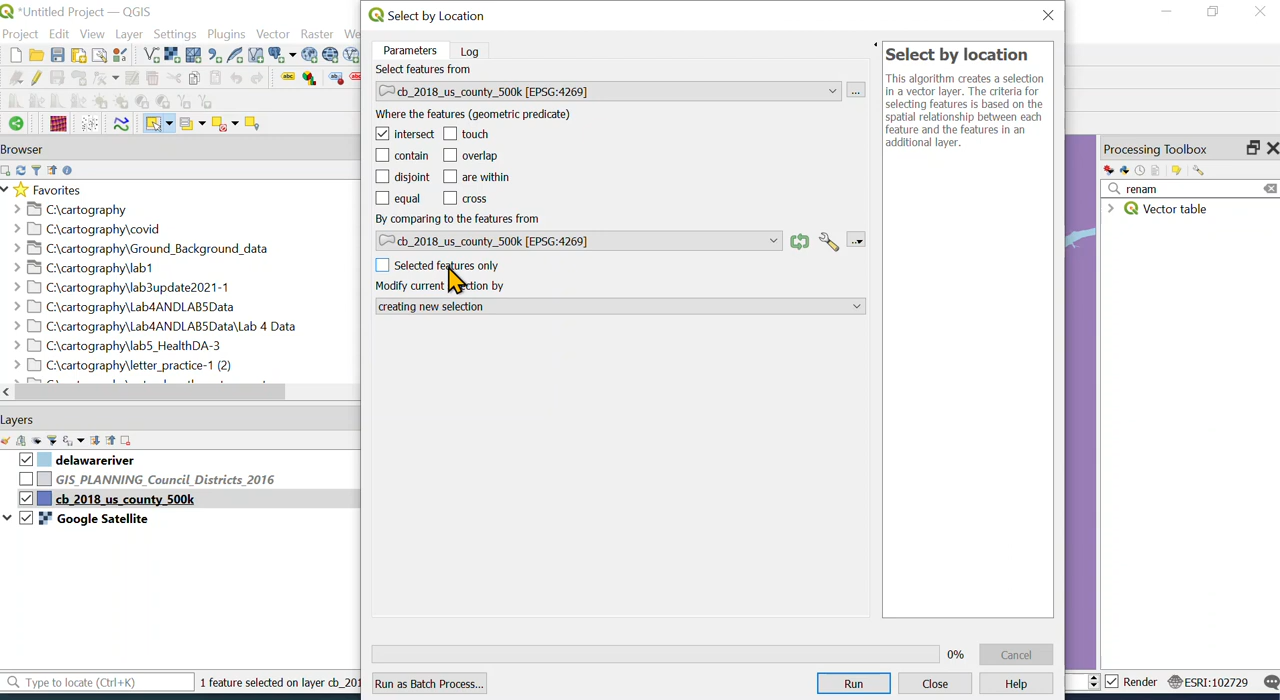 *Untitled Project — QGIS
Project Edit View Layer Settings Plugins Vector Raster We
Browser
Favorites
C:\cartography
C:\cartography\covid
C:\cartography\Ground_Background_data
C:\cartography\lab1
C:\cartography\lab3update2021-1
C:\cartography\Lab4ANDLAB5Data
C:\cartography\Lab4ANDLAB5Data\Lab 4 Data
C:\cartography\lab5_HealthDA-3
C:\cartography\letter_practice-1 (2)
Layers
delawareriver
GIS_PLANNING_Council_Districts_2016
cb_2018_us_county_500k
Google Satellite
Type to locate (Ctrl+K)
1 feature selected on layer cb_201
Select by Location
Parameters Log
Select features from
cb_2018_us_county_500k [EPSG:4269]
...
Where the features (geometric predicate)
intersect touch
contain overlap
disjoint are within
equal cross
By comparing to the features from
cb_2018_us_county_500k [EPSG:4269]
Selected features only
Modify current ction by
creating new selection
0%
Cancel
Run as Batch Process...
Run
Close
Help
Select by location
This algorithm creates a selection
in a vector layer. The criteria for
selecting features is based on the
spatial relationship between each
feature and the features in an
additional layer.
Processing Toolbox
renam
Vector table
Render
ESRI:102729